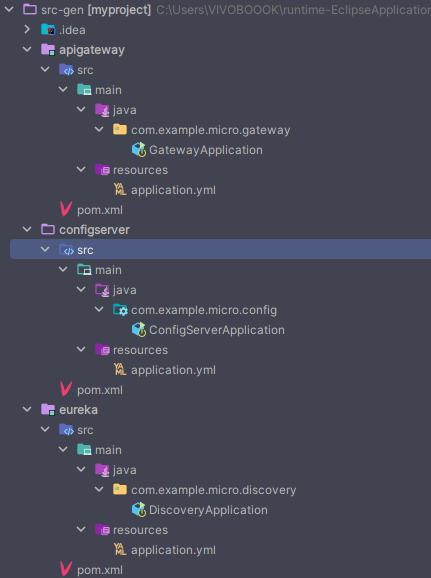 src-gen [myproject] C:\Users\VIVOBOOOK\runtime-EclipseApplication
.idea
apigateway
src
main
java
com.example.micro.gateway
GatewayApplication
resources
application.yml
pom.xml
configserver
src
main
java
com.example.micro.config
ConfigServerApplication
resources
application.yml
pom.xml
eureka
src
main
java
com.example.micro.discovery
DiscoveryApplication
resources
application.yml
pom.xml